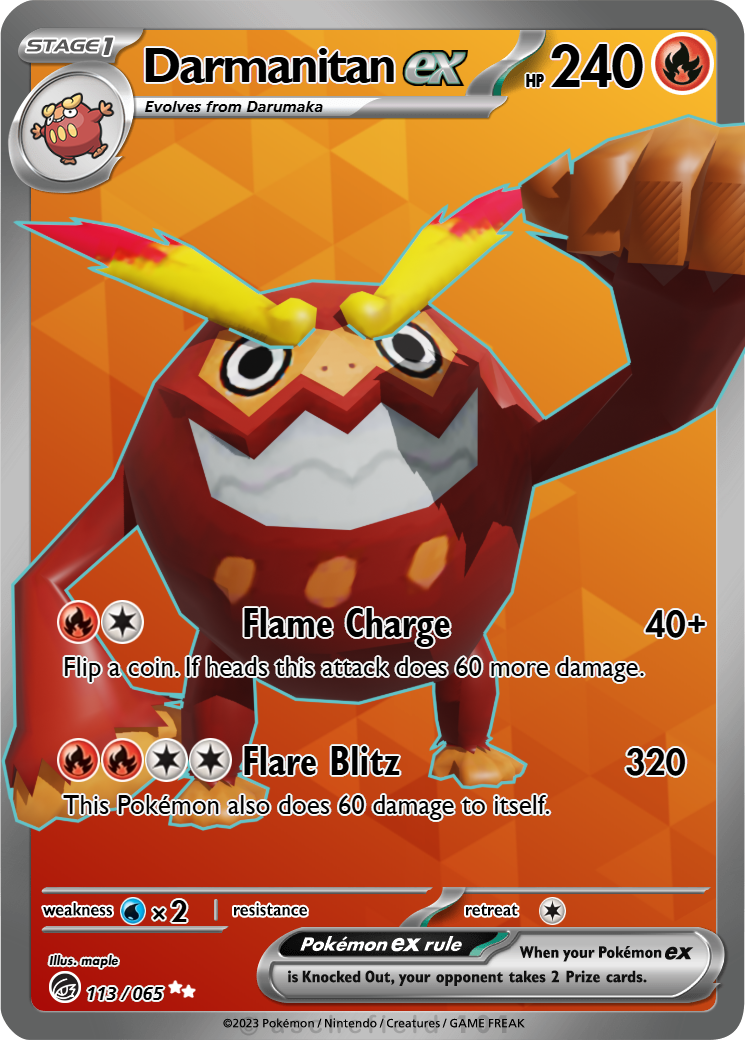 STAGE1
Darmanitan ex HP 240
Evolves from Darumaka
Flame Charge 40+
Flip a coin. If heads this attack does 60 more damage.
Flare Blitz 320
This Pokémon also does 60 damage to itself.
weakness ×2 resistance retreat
Pokémon ex rule When your Pokémon ex
is Knocked Out, your opponent takes 2 Prize cards.
Illus. maple
113/065
©2023 Pokémon / Nintendo / Creatures / GAME FREAK